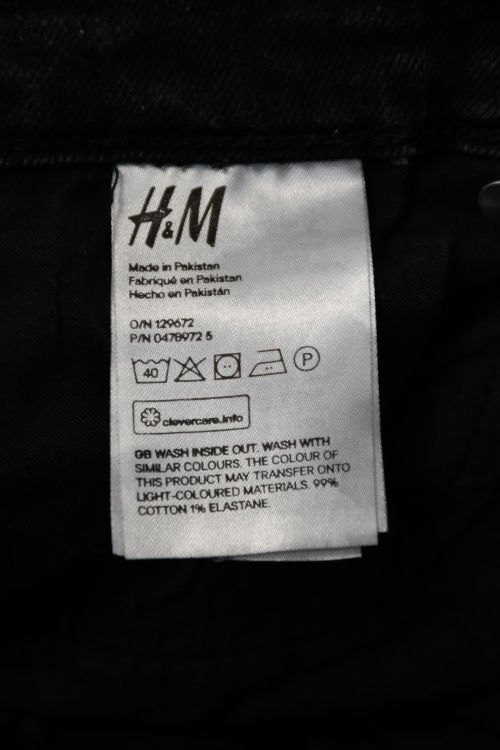 H&M
Made in Pakistan
Fabriqué en Pakistan
Hecho en Pakistán
O/N 129672
P/N 0478972 5
40 P
clevercare.info
GB WASH INSIDE OUT. WASH WITH
SIMILAR COLOURS. THE COLOUR OF
THIS PRODUCT MAY TRANSFER ONTO
LIGHT-COLOURED MATERIALS. 99%
COTTON 1% ELASTANE.